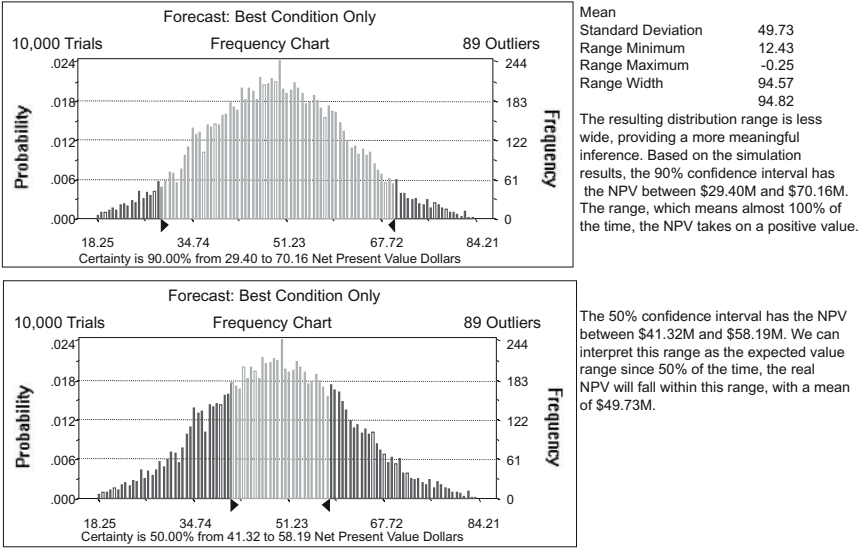 Forecast: Best Condition Only
10,000 Trials Frequency Chart 89 Outliers
.024 244
.018 183
.012 122
.006 61
.000 0
Probability
Frequency
18.25 34.74 51.23 67.72 84.21
Certainty is 90.00% from 29.40 to 70.16 Net Present Value Dollars
Mean
Standard Deviation 49.73
Range Minimum 12.43
Range Maximum -0.25
Range Width 94.57
94.82
The resulting distribution range is less
wide, providing a more meaningful
inference. Based on the simulation
results, the 90% confidence interval has
the NPV between $29.40M and $70.16M.
The range, which means almost 100% of
the time, the NPV takes on a positive value.
Forecast: Best Condition Only
10,000 Trials Frequency Chart 89 Outliers
.024 244
.018 183
.012 122
.006 61
.000 0
Probability
Frequency
18.25 34.74 51.23 67.72 84.21
Certainty is 50.00% from 41.32 to 58.19 Net Present Value Dollars
The 50% confidence interval has the NPV
between $41.32M and $58.19M. We can
interpret this range as the expected value
range since 50% of the time, the real
NPV will fall within this range, with a mean
of $49.73M.